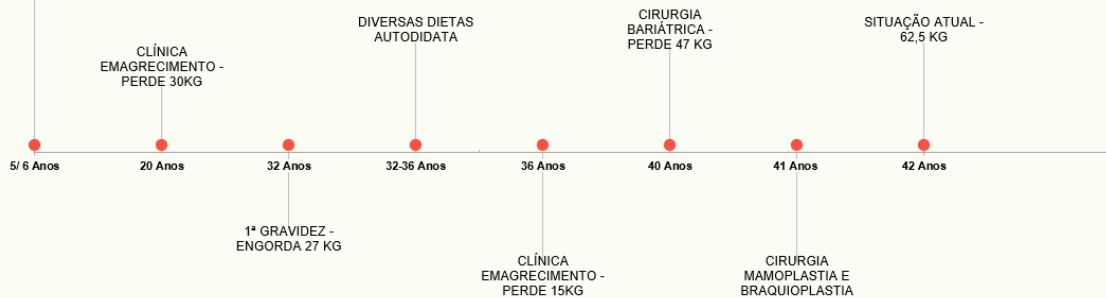 DIVERSAS DIETAS
AUTODIDATA
CIRURGIA
BARIÁTRICA -
PERDE 47 KG
SITUAÇÃO ATUAL -
62,5 KG
CLÍNICA
EMAGRECIMENTO -
PERDE 30KG
5/ 6 Anos
20 Anos
32 Anos
32-36 Anos
36 Anos
40 Anos
41 Anos
42 Anos
1ª GRAVIDEZ -
ENGORDA 27 KG
CLÍNICA
EMAGRECIMENTO -
PERDE 15KG
CIRURGIA
MAMOPLASTIA E
BRAQUIOPLASTIA